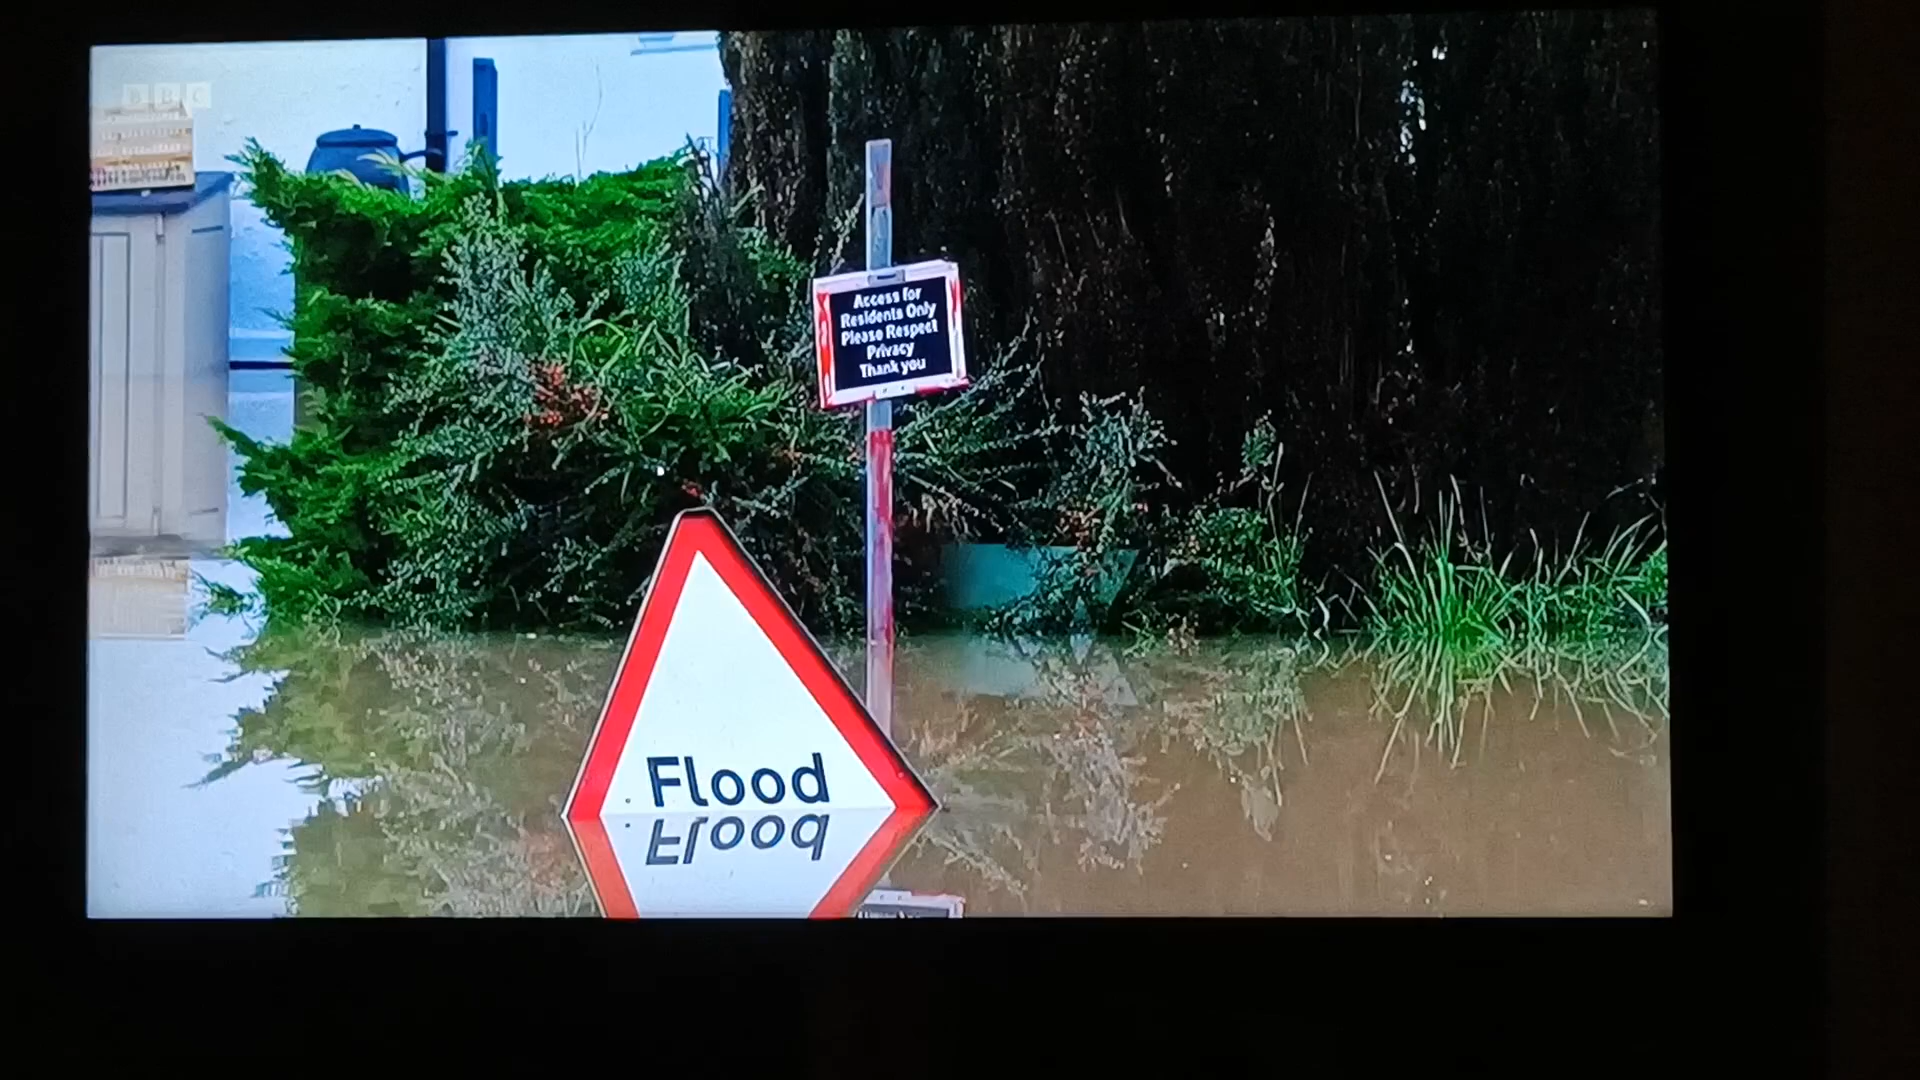 BBC
Access for
Residents Only
Please Respect
Privacy
Thank you
Flood